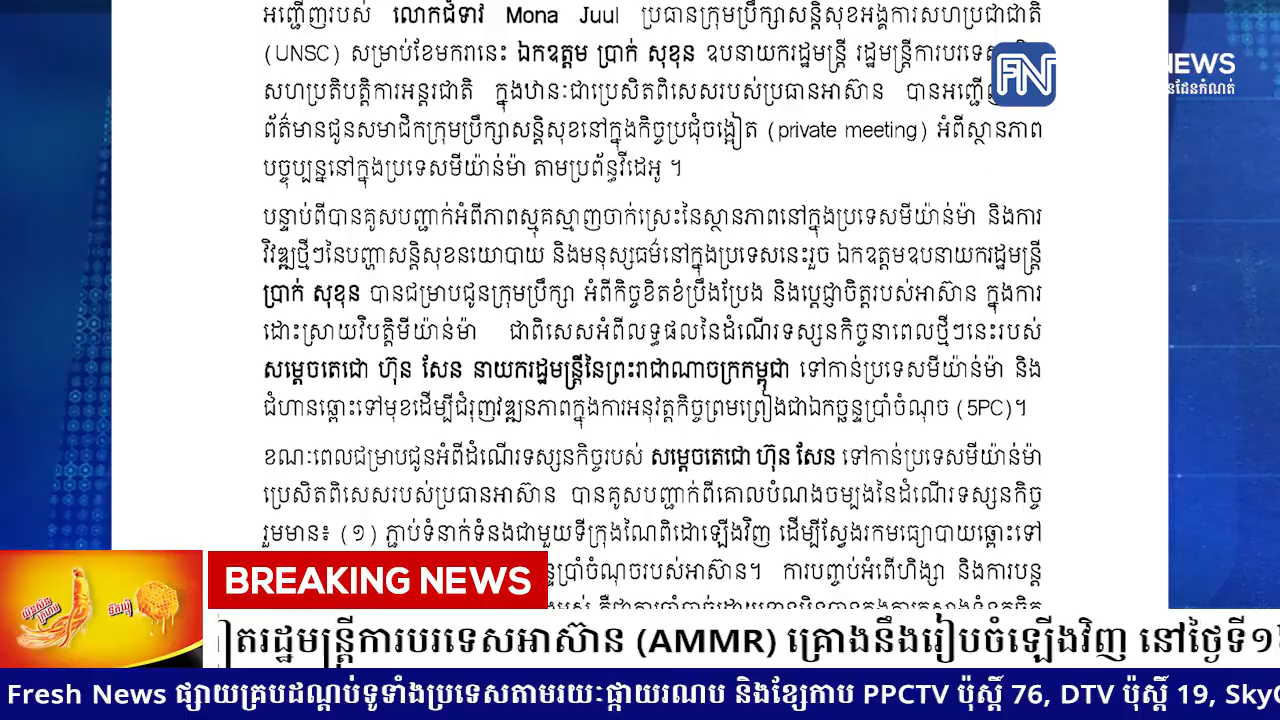 អញ្ជើញរបស់ លោកជំទាវ Mona Juul ប្រធានក្រុមប្រឹក្សាសន្តិសុខអង្គការសហប្រជាជាតិ
(UNSC) សម្រាប់ខែមករានេះ ឯកឧត្តម ប្រាក់ សុខុន ឧបនាយករដ្ឋមន្ត្រី រដ្ឋមន្ត្រីការបរទេស
FN
NEWS
សហប្រតិបត្តិការអន្តរជាតិ ក្នុងឋានៈជាប្រេសិតពិសេសរបស់ប្រធានអាស៊ាន បានអញ្ជើញ
ព័ត៌មានជូនសមាជិកក្រុមប្រឹក្សាសន្តិសុខនៅក្នុងកិច្ចប្រជុំចង្អៀត (private meeting) អំពីស្ថានភាព
បច្ចុប្បន្ននៅក្នុងប្រទេសមីយ៉ាន់ម៉ា តាមប្រព័ន្ធវីដេអូ ។
បន្ទាប់ពីបានគូសបញ្ជាក់អំពីភាពស្មុគស្មាញចាក់ស្រេះនៃស្ថានភាពនៅក្នុងប្រទេសមីយ៉ាន់ម៉ា និងការ
វិវឌ្ឍថ្មីៗនៃបញ្ហាសន្តិសុខនយោបាយ និងមនុស្សធម៌នៅក្នុងប្រទេសនេះរួច ឯកឧត្តមឧបនាយករដ្ឋមន្ត្រី
ប្រាក់ សុខុន បានជម្រាបជូនក្រុមប្រឹក្សា អំពីកិច្ចខិតខំប្រឹងប្រែង និងប្តេជ្ញាចិត្តរបស់អាស៊ាន ក្នុងការ
ដោះស្រាយវិបត្តិមីយ៉ាន់ម៉ា ជាពិសេសអំពីលទ្ធផលនៃដំណើរទស្សនកិច្ចនាពេលថ្មីៗនេះរបស់
សម្តេចតេជោ ហ៊ុន សែន នាយករដ្ឋមន្ត្រីនៃព្រះរាជាណាចក្រកម្ពុជា ទៅកាន់ប្រទេសមីយ៉ាន់ម៉ា និង
ជំហានឆ្ពោះទៅមុខដើម្បីជំរុញវឌ្ឍនភាពក្នុងការអនុវត្តកិច្ចព្រមព្រៀងជាឯកច្ឆន្ទប្រាំចំណុច (5PC)។
ខណៈពេលជម្រាបជូនអំពីដំណើរទស្សនកិច្ចរបស់ សម្តេចតេជោ ហ៊ុន សែន ទៅកាន់ប្រទេសមីយ៉ាន់ម៉ា
ប្រេសិតពិសេសរបស់ប្រធានអាស៊ាន បានគូសបញ្ជាក់ពីគោលបំណងចម្បងនៃដំណើរទស្សនកិច្ច
រួមមាន៖ (១) ភ្ជាប់ទំនាក់ទំនងជាមួយទីក្រុងណៃពិដោឡើងវិញ ដើម្បីស្វែងរកមធ្យោបាយឆ្ពោះទៅ
ប្រាំចំណុចរបស់អាស៊ាន។ ការបញ្ចប់អំពើហិង្សា និងការបន្ត
BREAKING NEWS
រដ្ឋមន្ត្រីការបរទេសអាស៊ាន (AMMR) គ្រោងនឹងរៀបចំឡើងវិញ នៅថ្ងៃទី១
Fresh News ផ្សាយគ្របដណ្តប់ទូទាំងប្រទេសតាមរយៈផ្កាយរណប និងខ្សែកាប PPCTV ប៉ុស្តិ៍ 76, DTV ប៉ុស្តិ៍ 19,